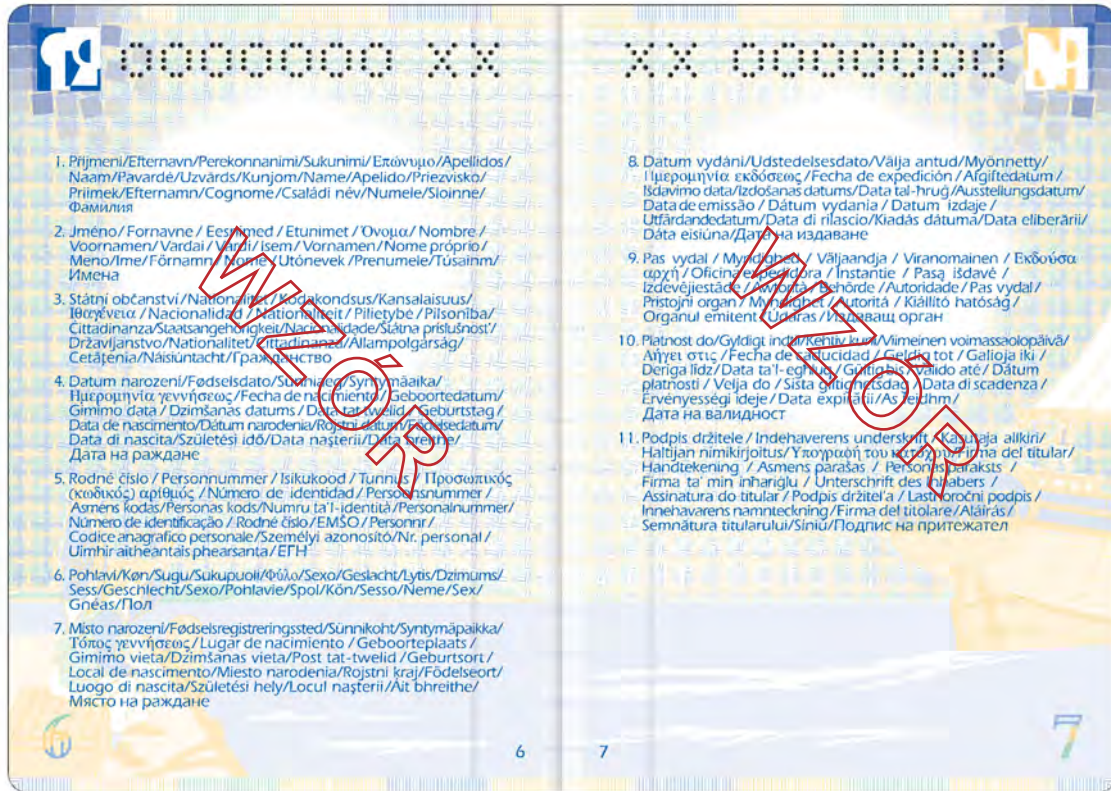 0000000 XX
1. Příjmení/Efternavn/Perekonnanimi/Sukunimi/Επώνυμο/Apellidos/
Naam/Pavardé/Uzvārds/Kunjom/Name/Apelido/Priezvisko/
Priimek/Efternamn/Cognome/Családi név/Numele/Sloinne/
Фамилия
2. Jméno/Fornavne/Eesnimed/Etunimet/Όνομα/Nombre/
Voornamen/Vardai/Vārdi/Isem/Vornamen/Nome próprio/
Meno/Ime/Förnamn/Nome/Utónevek/Prenumele/Túsainm/
Имена
3. Státní občanství/Nationalitet/Kodakondsus/Kansalaisuus/
Ιθαγένεια/Nacionalidad/Nationaliteit/Pilietybė/Pilsonība/
Cittadinanza/Staatsangehörigkeit/Nacionalidade/Štátna príslušnosť/
Državljanstvo/Nationalitet/Cittadinanza/Állampolgárság/
Cetăţenia/Náisiúntacht/Гражданство
4. Datum narození/Fødselsdato/Sünniaeg/Syntymäaika/
Ημερομηνία γεννήσεως/Fecha de nacimiento/Geboortedatum/
Gimimo data/Dzimšanas datums/Data tat-twelid/Geburtstag/
Data de nascimento/Dátum narodenia/Rojstni datum/Födelsedatum/
Data di nascita/Születési idő/Data naşterii/Dáta breithe/
Дата на раждане
5. Rodné číslo/Personnummer/Isikukood/Tunnus/Προσωπικός
(κωδικός) αριθμός/Número de identidad/Persoonsnummer/
Asmens kodas/Personas kods/Numru ta'l-identità/Personalnummer/
Número de identificação/Rodné číslo/EMŠO/Personnr/
Codice anagrafico personale/Személyi azonosító/Nr. personal/
Uimhir aitheantais phearsanta/ЕГН
6. Pohlaví/Køn/Sugu/Sukupuoli/Φύλο/Sexo/Geslacht/Lytis/Dzimums/
Sess/Geschlecht/Sexo/Pohlavie/Spol/Kön/Sesso/Neme/Sex/
Gnéas/Пол
7. Místo narození/Fødselsregistreringssted/Sünnikoht/Syntymäpaikka/
Τόπος γεννήσεως/Lugar de nacimiento/Geboorteplaats/
Gimimo vieta/Dzimšanas vieta/Post tat-twelid/Geburtsort/
Local de nascimento/Miesto narodenia/Rojstni kraj/Födelseort/
Luogo di nascita/Születési hely/Locul naşterii/Áit bhreithe/
Място на раждане
WZÓR
6
6
XX 0000000
8. Datum vydání/Udstedelsesdato/Välja antud/Myönnetty/
Ημερομηνία εκδόσεως/Fecha de expedición/Afgiftedatum/
Išdavimo data/Izdošanas datums/Data tal-ħruġ/Ausstellungsdatum/
Data de emissão/Dátum vydania/Datum izdaje/
Utfärdandedatum/Data di rilascio/Kiadás dátuma/Data eliberării/
Dáta eisiúna/Дата на издаване
9. Pas vydal/Myndighed/Väljaandja/Viranomainen/Εκδούσα
αρχή/Oficina expedidora/Instantie/Pasą išdavė/
Izdevējiestāde/Awtorità/Behörde/Autoridade/Pas vydal/
Pristojni organ/Myndighet/Autorità/Kiállító hatóság/
Organul emitent/Údarás/Издаващ орган
10. Platnost do/Gyldigt indtil/Kehtiv kuni/Viimeinen voimassaolopäivä/
Λήγει στις/Fecha de caducidad/Geldig tot/Galioja iki/
Derīga līdz/Data ta'l-egħluq/Gültig bis/Válido até/Dátum
platnosti/Velja do/Sista giltighetsdag/Data di scadenza/
Érvényességi ideje/Data expirării/As feidhm/
Дата на валидност
11. Podpis držitele/Indehaverens underskrift/Kasutaja allkiri/
Haltijan nimikirjoitus/Υπογραφή του κατόχου/Firma del titular/
Handtekening/Asmens parašas/Personas paraksts/
Firma ta' min inħariġlu/Unterschrift des Inhabers/
Assinatura do titular/Podpis držiteľa/Lastnoročni podpis/
Innehavarens namnteckning/Firma del titolare/Aláírás/
Semnătura titularului/Síniú/Подпис на притежател
WZÓR
7
7